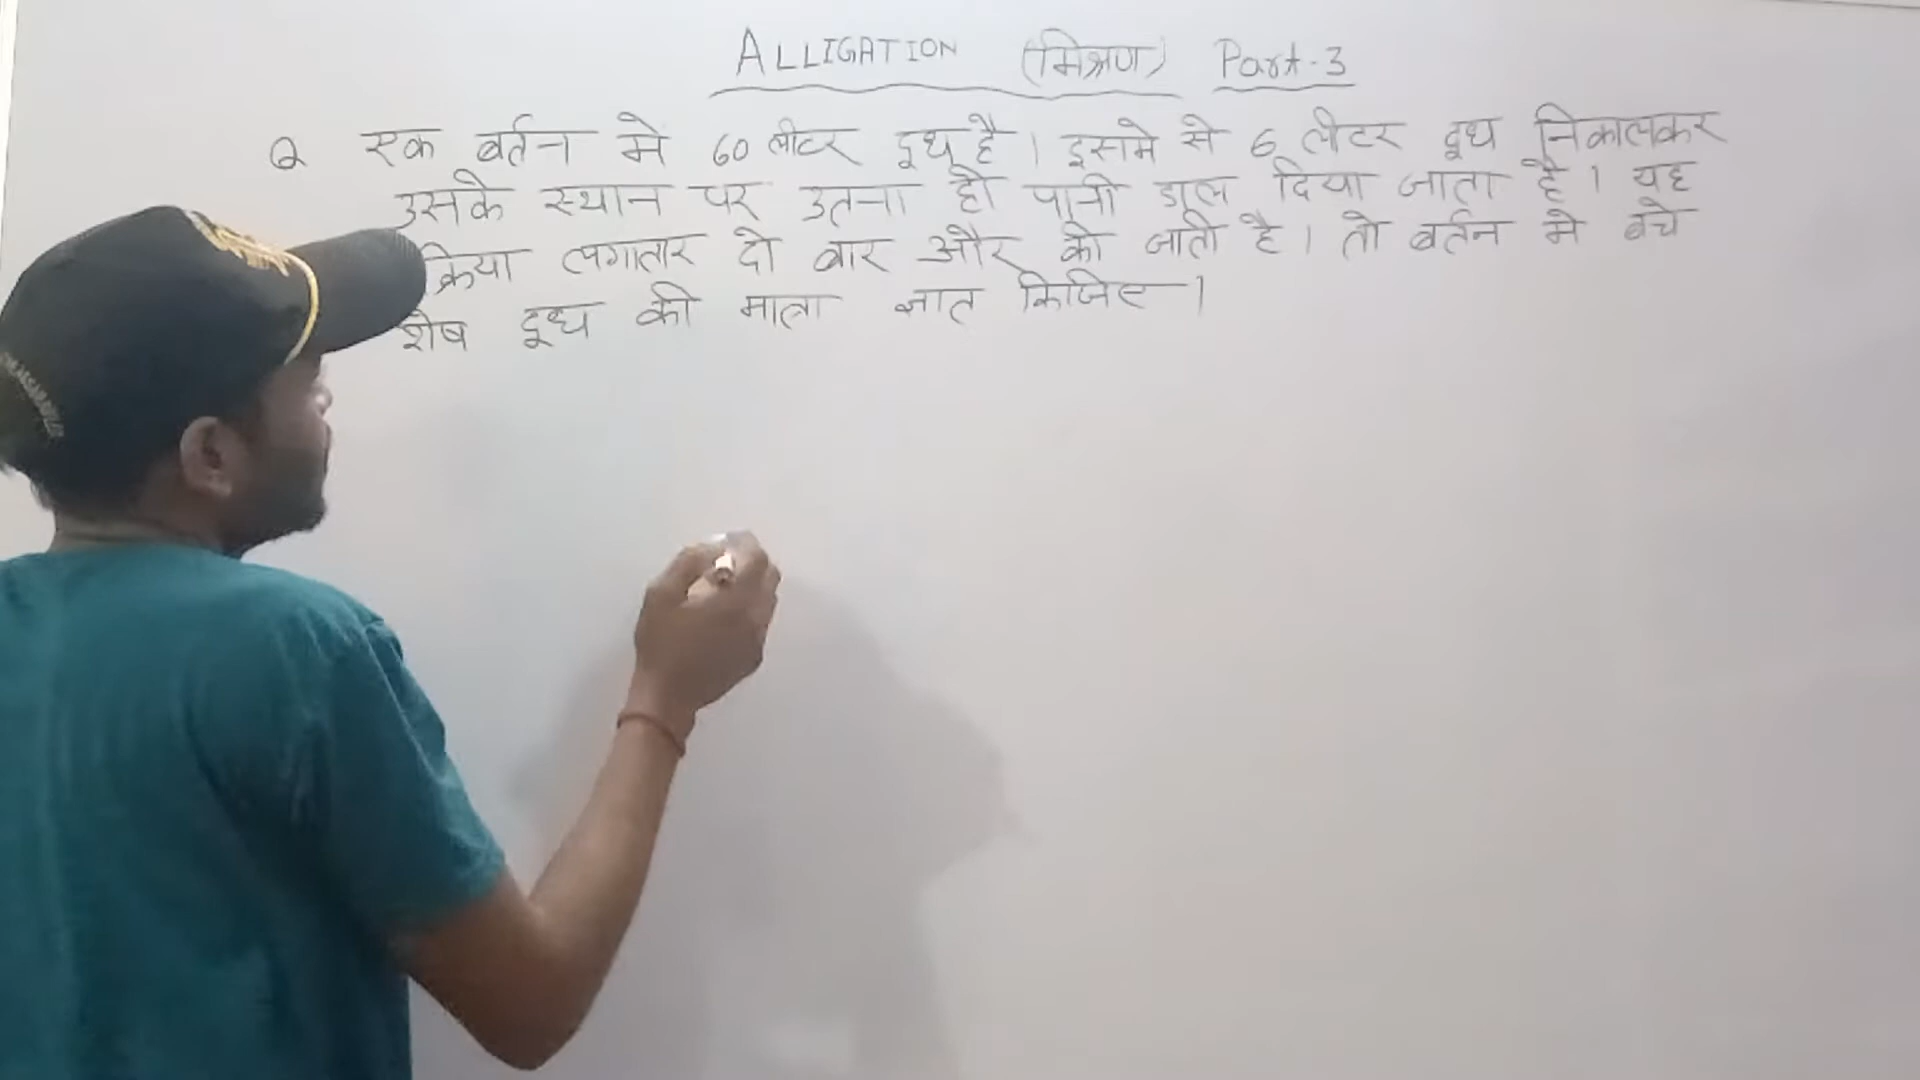 ALLIGATION (मिश्रण) Part-3
Q एक बर्तन मे 60 लीटर दूध है। इसमे से 6 लीटर दूध निकालकर
उसके स्थान पर उतना ही पानी डाल दिया जाता है। यह
क्रिया लगातार दो बार और की जाती है। तो बर्तन मे बचे
शेष दूध की मात्रा ज्ञात किजिए।